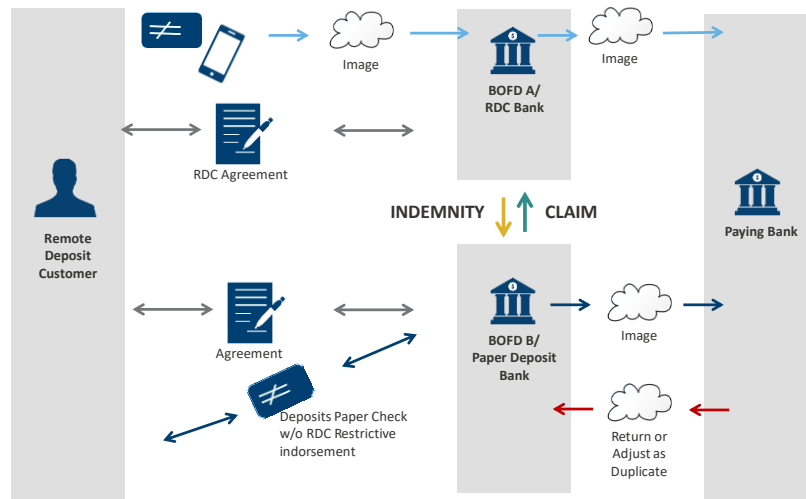 Image
Image
BOFD A/
RDC Bank
RDC Agreement
INDEMNITY
CLAIM
Remote
Deposit
Customer
Paying Bank
Agreement
BOFD B/
Paper Deposit
Bank
Image
Deposits Paper Check
w/o RDC Restrictive
indorsement
Return or
Adjust as
Duplicate